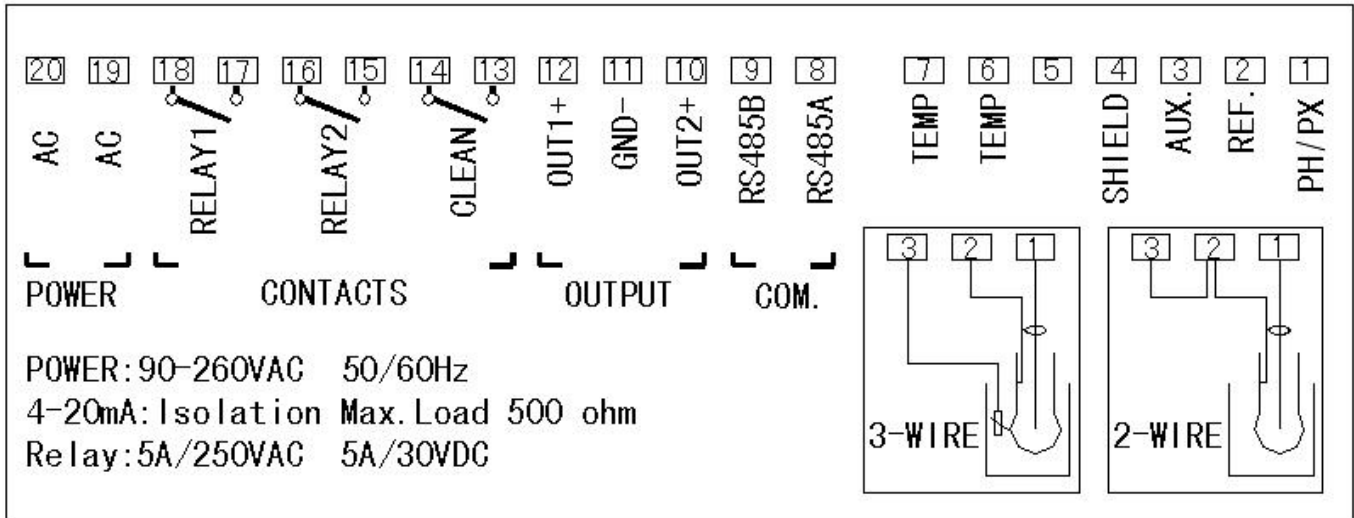 20 19 18 17 16 15 14 13 12 11 10 9 8 7 6 5 4 3 2 1
AC AC RELAY1 RELAY2 CLEAN OUT1+ GND- OUT2+ RS485B RS485A TEMP TEMP SHIELD AUX. REF. PH/PX
POWER CONTACTS OUTPUT COM.
3 2 1
3-WIRE
3 2 1
2-WIRE
POWER:90-260VAC 50/60Hz
4-20mA:Isolation Max.Load 500 ohm
Relay:5A/250VAC 5A/30VDC